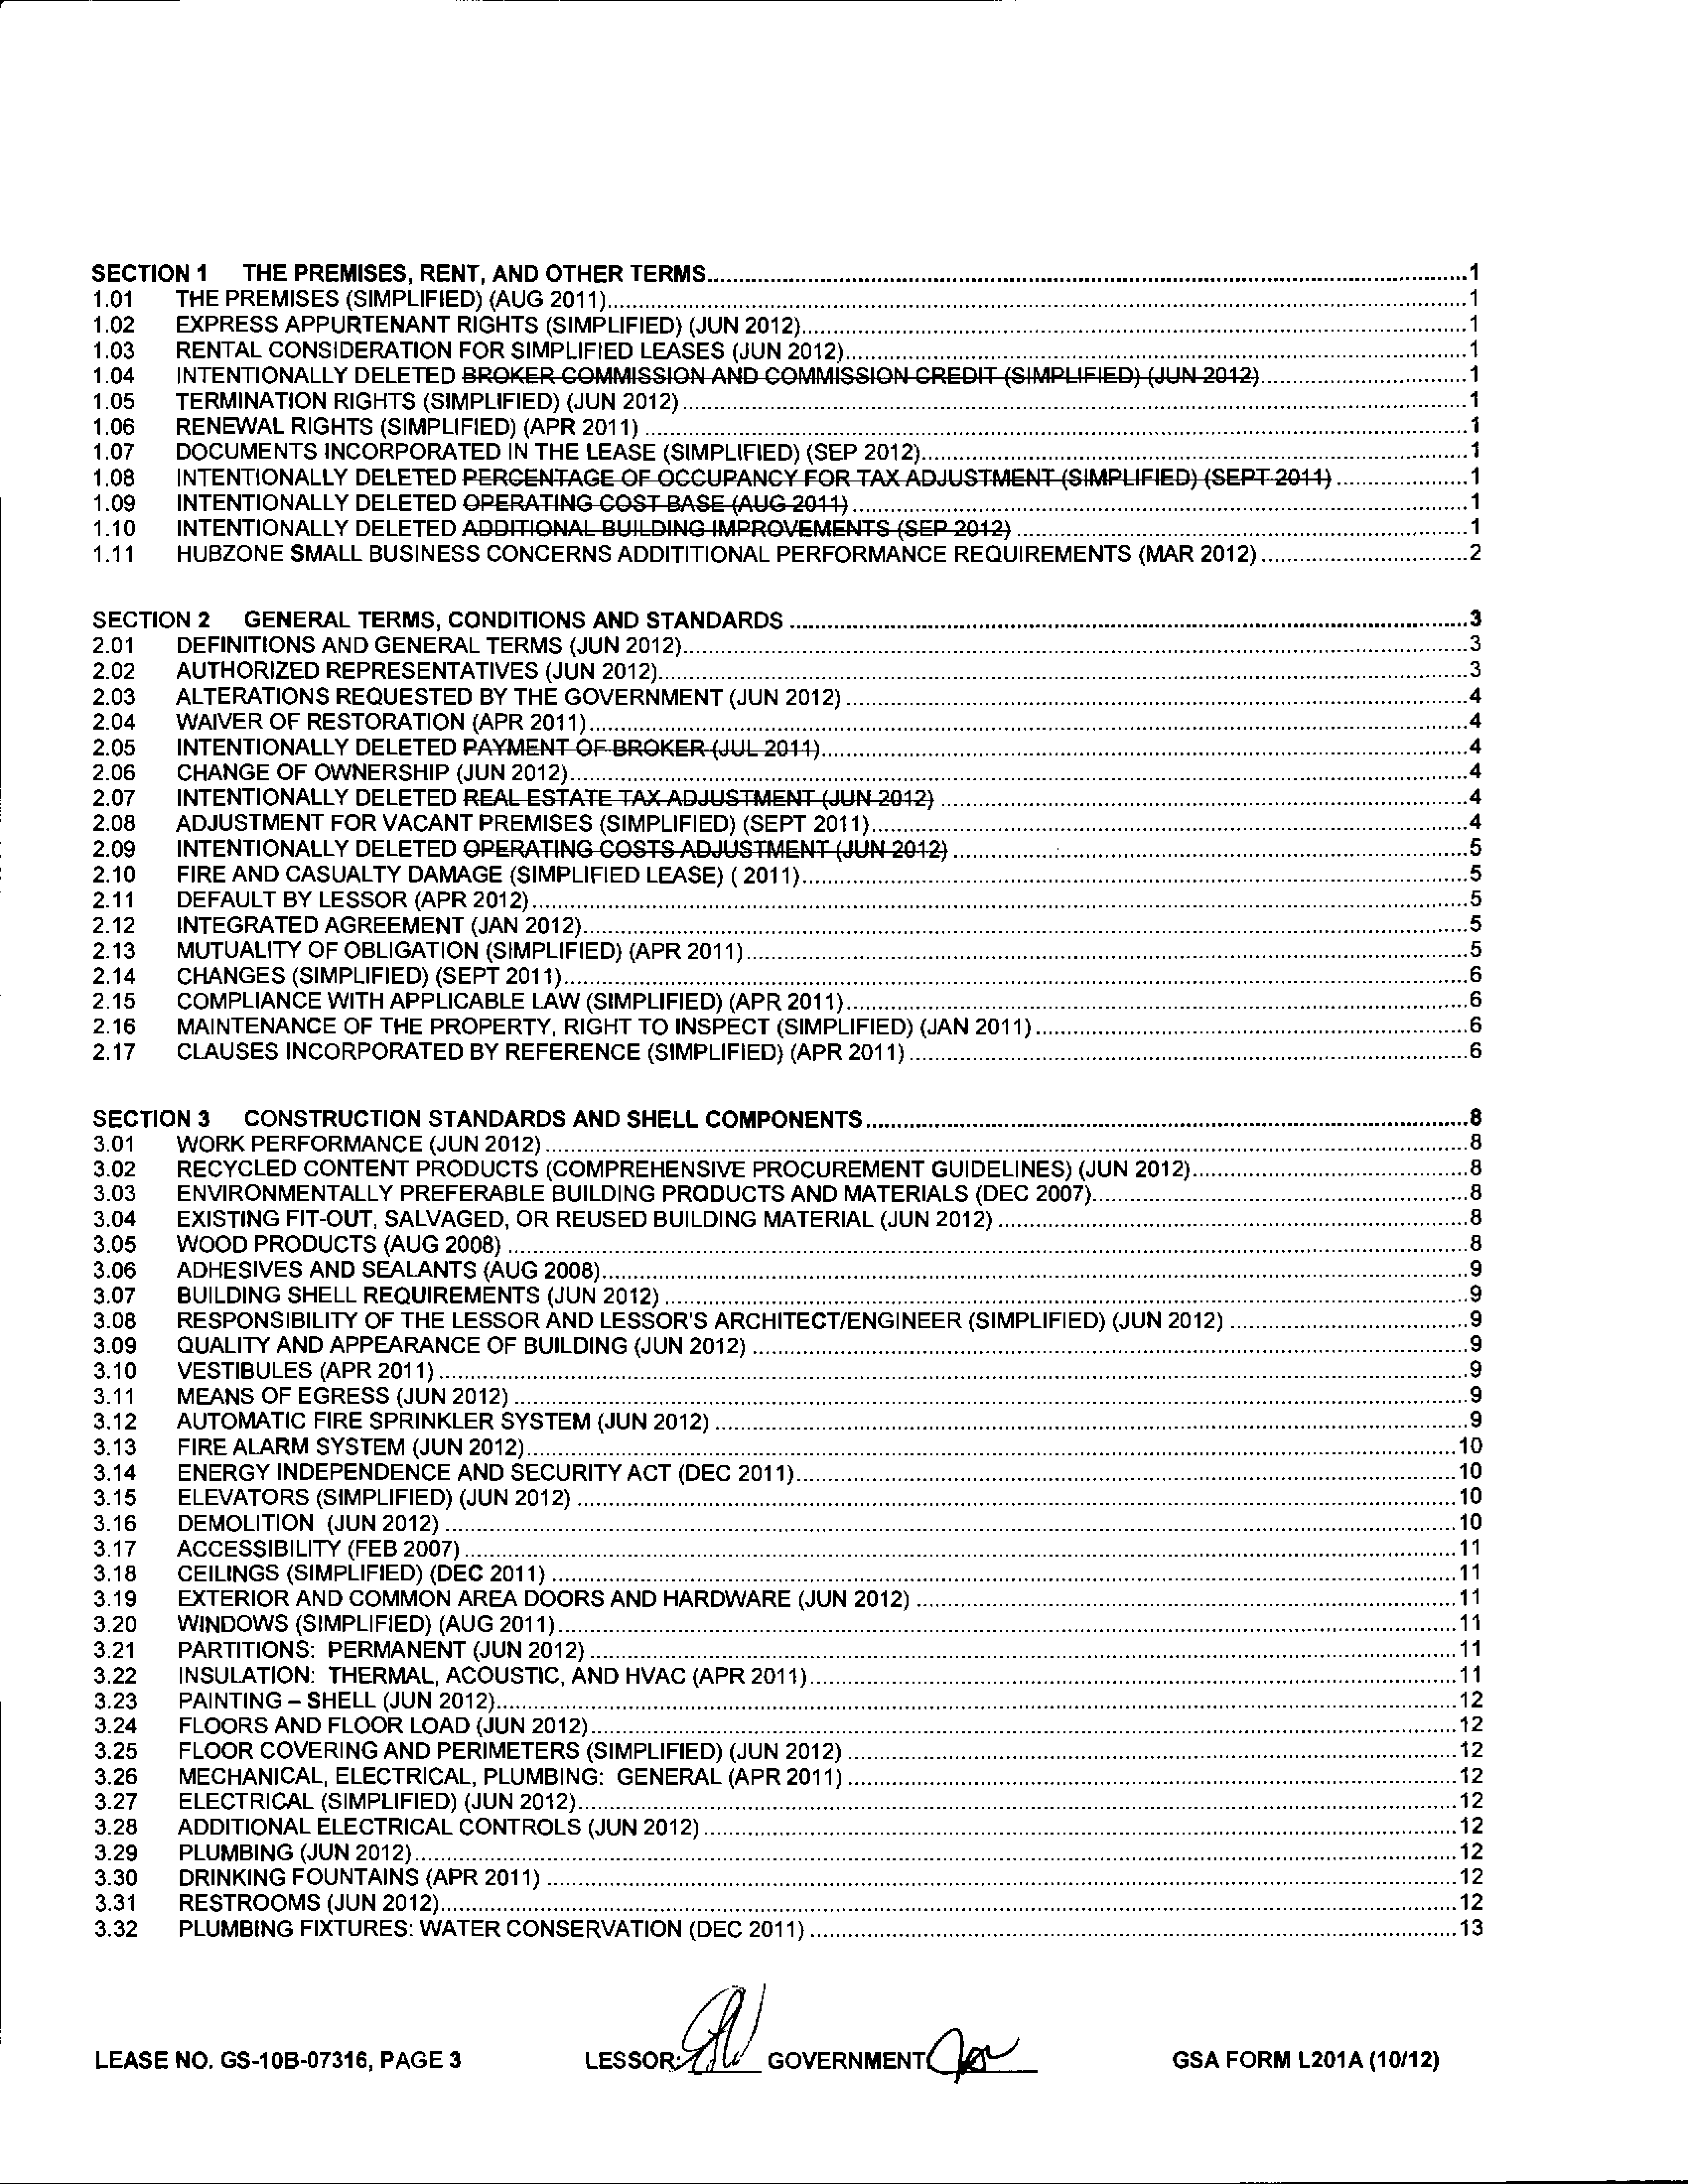 SECTION 1 THE PREMISES, RENT, AND OTHER TERMS........1
1.01 THE PREMISES (SIMPLIFIED) (AUG 2011)........1
1.02 EXPRESS APPURTENANT RIGHTS (SIMPLIFIED) (JUN 2012)........1
1.03 RENTAL CONSIDERATION FOR SIMPLIFIED LEASES (JUN 2012)........1
1.04 INTENTIONALLY DELETED BROKER COMMISSION AND COMMISSION CREDIT (SIMPLIFIED) (JUN 2012)........1
1.05 TERMINATION RIGHTS (SIMPLIFIED) (JUN 2012)........1
1.06 RENEWAL RIGHTS (SIMPLIFIED) (APR 2011)........1
1.07 DOCUMENTS INCORPORATED IN THE LEASE (SIMPLIFIED) (SEP 2012)........1
1.08 INTENTIONALLY DELETED PERCENTAGE OF OCCUPANCY FOR TAX ADJUSTMENT (SIMPLIFIED) (SEPT 2011)........1
1.09 INTENTIONALLY DELETED OPERATING COST BASE (AUG 2011)........1
1.10 INTENTIONALLY DELETED ADDITIONAL BUILDING IMPROVEMENTS (SEP 2012)........1
1.11 HUBZONE SMALL BUSINESS CONCERNS ADDITITIONAL PERFORMANCE REQUIREMENTS (MAR 2012)........2
SECTION 2 GENERAL TERMS, CONDITIONS AND STANDARDS........3
2.01 DEFINITIONS AND GENERAL TERMS (JUN 2012)........3
2.02 AUTHORIZED REPRESENTATIVES (JUN 2012)........3
2.03 ALTERATIONS REQUESTED BY THE GOVERNMENT (JUN 2012)........4
2.04 WAIVER OF RESTORATION (APR 2011)........4
2.05 INTENTIONALLY DELETED PAYMENT OF BROKER (JUL 2011)........4
2.06 CHANGE OF OWNERSHIP (JUN 2012)........4
2.07 INTENTIONALLY DELETED REAL ESTATE TAX ADJUSTMENT (JUN 2012)........4
2.08 ADJUSTMENT FOR VACANT PREMISES (SIMPLIFIED) (SEPT 2011)........4
2.09 INTENTIONALLY DELETED OPERATING COSTS ADJUSTMENT (JUN 2012)........5
2.10 FIRE AND CASUALTY DAMAGE (SIMPLIFIED LEASE) ( 2011)........5
2.11 DEFAULT BY LESSOR (APR 2012)........5
2.12 INTEGRATED AGREEMENT (JAN 2012)........5
2.13 MUTUALITY OF OBLIGATION (SIMPLIFIED) (APR 2011)........5
2.14 CHANGES (SIMPLIFIED) (SEPT 2011)........6
2.15 COMPLIANCE WITH APPLICABLE LAW (SIMPLIFIED) (APR 2011)........6
2.16 MAINTENANCE OF THE PROPERTY, RIGHT TO INSPECT (SIMPLIFIED) (JAN 2011)........6
2.17 CLAUSES INCORPORATED BY REFERENCE (SIMPLIFIED) (APR 2011)........6
SECTION 3 CONSTRUCTION STANDARDS AND SHELL COMPONENTS........8
3.01 WORK PERFORMANCE (JUN 2012)........8
3.02 RECYCLED CONTENT PRODUCTS (COMPREHENSIVE PROCUREMENT GUIDELINES) (JUN 2012)........8
3.03 ENVIRONMENTALLY PREFERABLE BUILDING PRODUCTS AND MATERIALS (DEC 2007)........8
3.04 EXISTING FIT-OUT, SALVAGED, OR REUSED BUILDING MATERIAL (JUN 2012)........8
3.05 WOOD PRODUCTS (AUG 2008)........8
3.06 ADHESIVES AND SEALANTS (AUG 2008)........9
3.07 BUILDING SHELL REQUIREMENTS (JUN 2012)........9
3.08 RESPONSIBILITY OF THE LESSOR AND LESSOR'S ARCHITECT/ENGINEER (SIMPLIFIED) (JUN 2012)........9
3.09 QUALITY AND APPEARANCE OF BUILDING (JUN 2012)........9
3.10 VESTIBULES (APR 2011)........9
3.11 MEANS OF EGRESS (JUN 2012)........9
3.12 AUTOMATIC FIRE SPRINKLER SYSTEM (JUN 2012)........9
3.13 FIRE ALARM SYSTEM (JUN 2012)........10
3.14 ENERGY INDEPENDENCE AND SECURITY ACT (DEC 2011)........10
3.15 ELEVATORS (SIMPLIFIED) (JUN 2012)........10
3.16 DEMOLITION (JUN 2012)........10
3.17 ACCESSIBILITY (FEB 2007)........11
3.18 CEILINGS (SIMPLIFIED) (DEC 2011)........11
3.19 EXTERIOR AND COMMON AREA DOORS AND HARDWARE (JUN 2012)........11
3.20 WINDOWS (SIMPLIFIED) (AUG 2011)........11
3.21 PARTITIONS: PERMANENT (JUN 2012)........11
3.22 INSULATION: THERMAL, ACOUSTIC, AND HVAC (APR 2011)........11
3.23 PAINTING – SHELL (JUN 2012)........12
3.24 FLOORS AND FLOOR LOAD (JUN 2012)........12
3.25 FLOOR COVERING AND PERIMETERS (SIMPLIFIED) (JUN 2012)........12
3.26 MECHANICAL, ELECTRICAL, PLUMBING: GENERAL (APR 2011)........12
3.27 ELECTRICAL (SIMPLIFIED) (JUN 2012)........12
3.28 ADDITIONAL ELECTRICAL CONTROLS (JUN 2012)........12
3.29 PLUMBING (JUN 2012)........12
3.30 DRINKING FOUNTAINS (APR 2011)........12
3.31 RESTROOMS (JUN 2012)........12
3.32 PLUMBING FIXTURES: WATER CONSERVATION (DEC 2011)........13
LEASE NO. GS-10B-07316, PAGE 3 LESSOR: GOVERNMENT GSA FORM L201A (10/12)